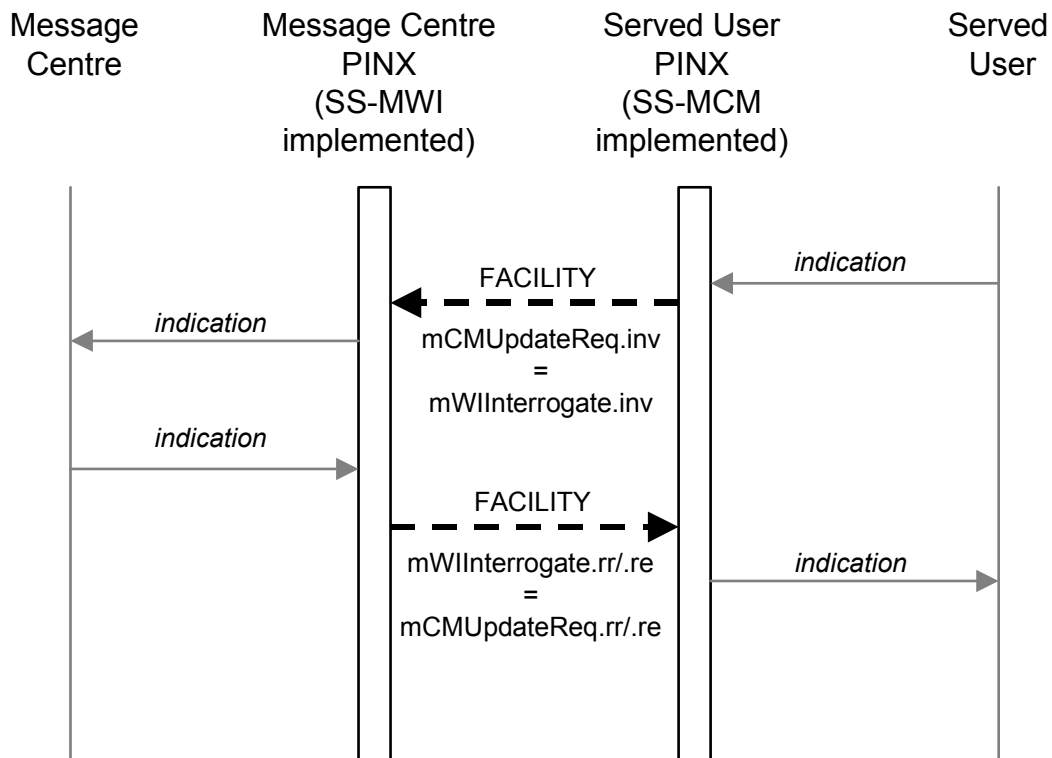 Message
Centre
Message Centre
PINX
(SS-MWI
implemented)
Served User
PINX
(SS-MCM
implemented)
Served
User
indication
FACILITY
mCMUpdateReq.inv
=
mWIInterrogate.inv
indication
indication
FACILITY
mWIInterrogate.rr/.re
=
mCMUpdateReq.rr/.re
indication